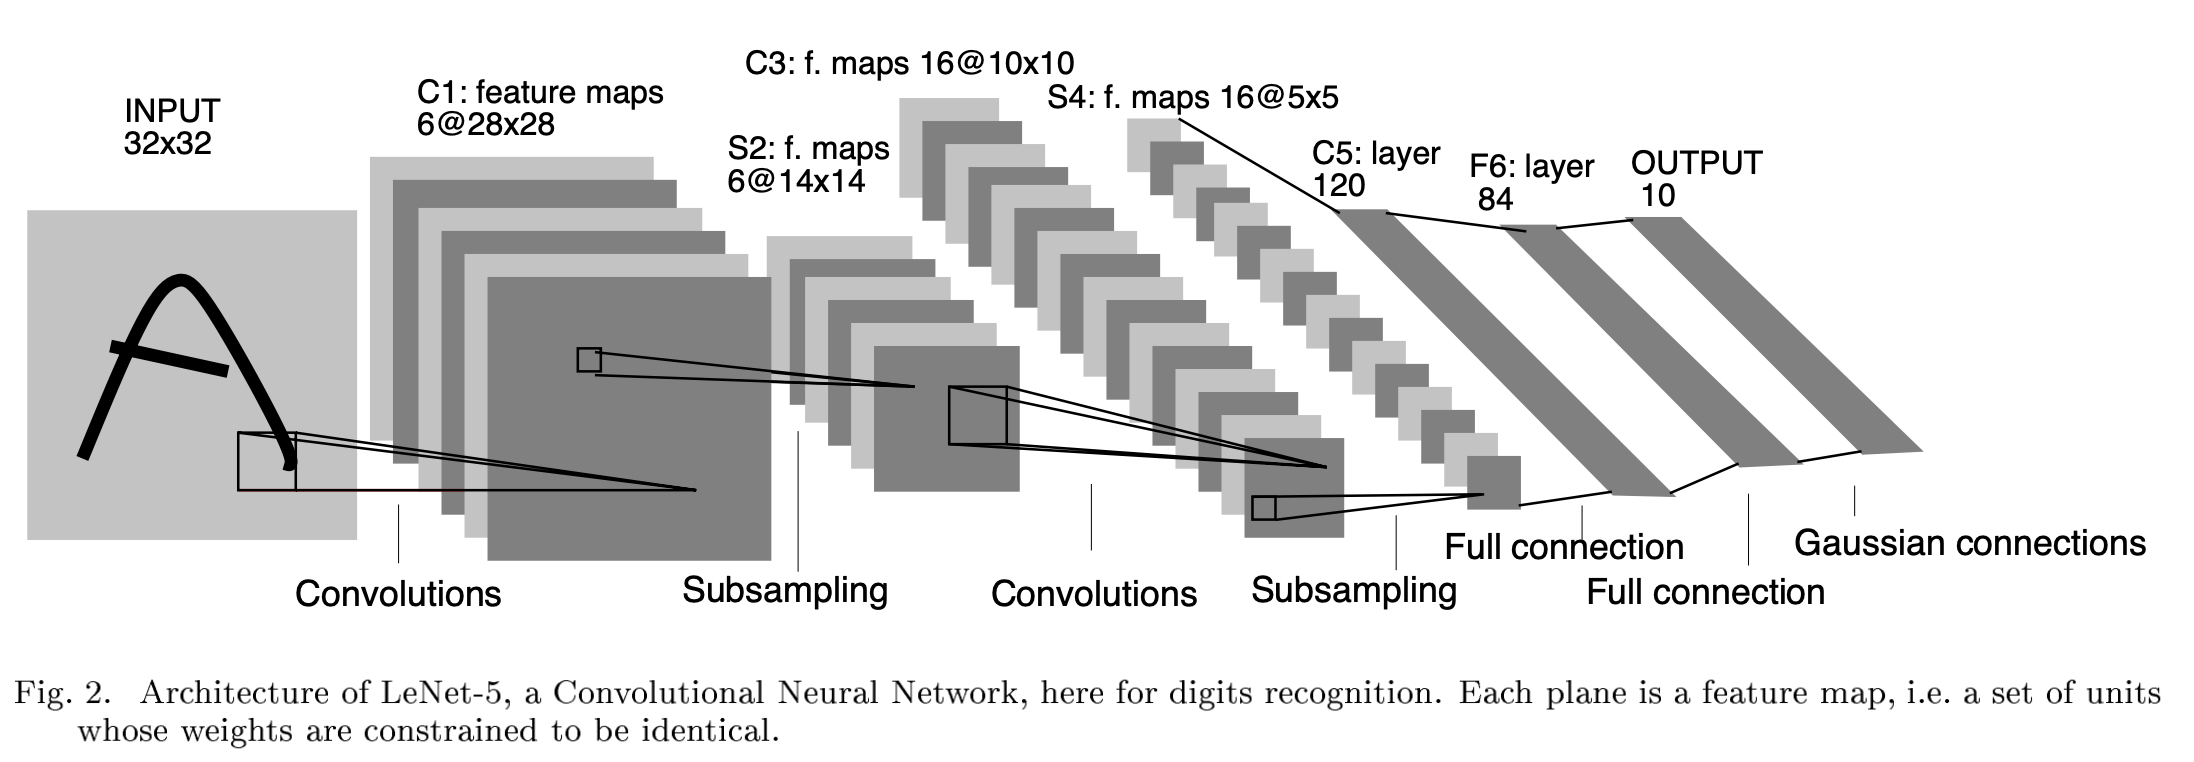 INPUT
32x32
C1: feature maps
6@28x28
S2: f. maps
6@14x14
C3: f. maps 16@10x10
S4: f. maps 16@5x5
C5: layer
120
F6: layer
84
OUTPUT
10
Convolutions
Subsampling
Convolutions
Subsampling
Full connection
Full connection
Gaussian connections
Fig. 2. Architecture of LeNet-5, a Convolutional Neural Network, here for digits recognition. Each plane is a feature map, i.e. a set of units
whose weights are constrained to be identical.